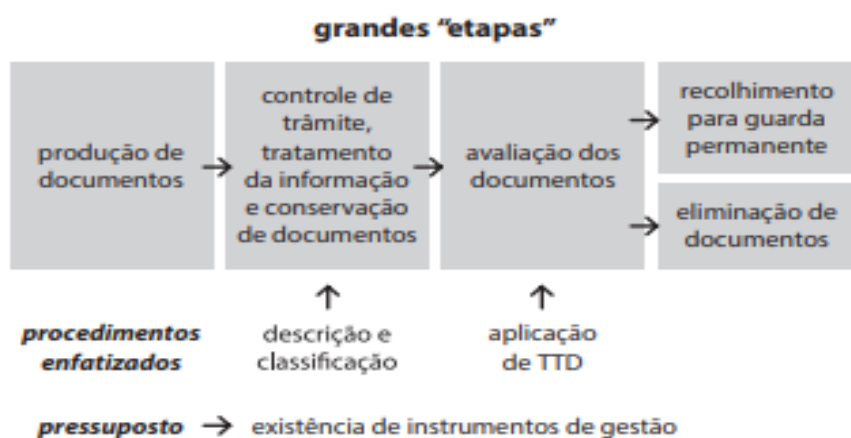 grandes “etapas”
produção de
documentos
→
controle de
trâmite,
tratamento
da informação
e conservação
de documentos
→
avaliação dos
documentos
→
recolhimento
para guarda
permanente
→
eliminação de
documentos
↑
↑
procedimentos
enfatizados
descrição e
classificação
aplicação
de TTD
pressuposto → existência de instrumentos de gestão